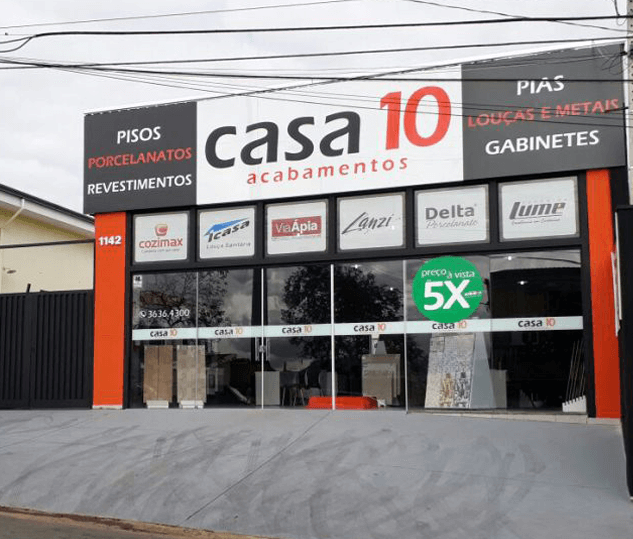 PISOS
PORCELANATOS
REVESTIMENTOS
casa 10
acabamentos
PIAS
LOUÇAS E METAIS
GABINETES
1142
cozimax
icasa
Louça Sanitária
ViaÁpia
Lanzi
Delta
Porcelanato
lume
preço à vista
5X
3636.4300
casa 10
casa 10
casa 10
casa 10
casa 10
casa 10